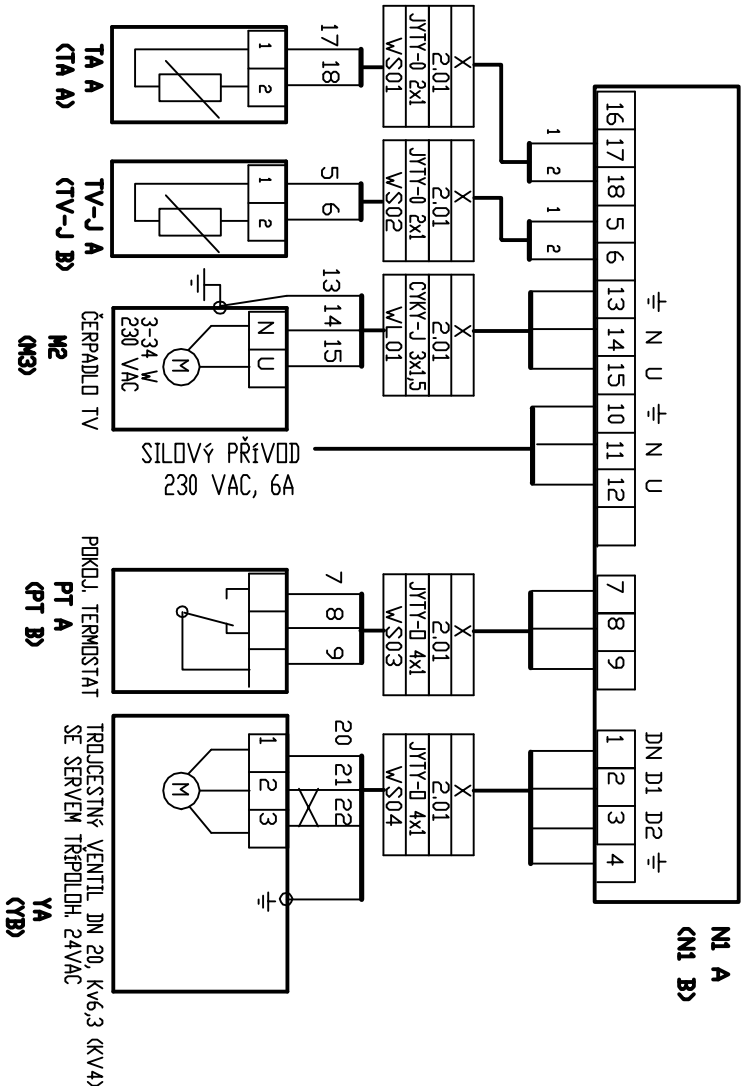 N1 A
(N1 B)
16 17 18 5 6 13 14 15 10 11 12 7 8 9 1 2 3 4
N U
N U
DN D1 D2
1 2
1 2
X
2.01
JYTY-O 2x1
WS01
X
2.01
JYTY-O 2x1
WS02
X
2.01
CYKY-J 3x1,5
WL01
X
2.01
JYTY-O 4x1
WS03
X
2.01
JYTY-O 4x1
WS04
SILOVÝ PŘÍVOD
230 VAC, 6A
17 18
5 6
13 14 15
7 8 9
20 21 22
1 2
1 2
N U
1 2 3
M
3-34 W
230 VAC
M
TA A
(TA A)
TV-J A
(TV-J B)
ČERPADLO TV
M2
(M3)
POKOJ. TERMOSTAT
PT A
(PT B)
TROJCESTNÝ VENTIL DN 20, Kv6,3 (KV4)
SE SERVEM TŘÍPOLOH. 24VAC
YA
(YB)